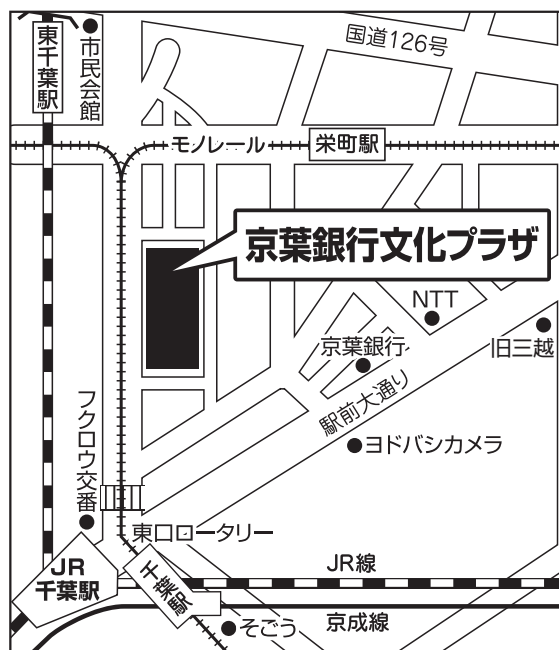 東千葉駅
市民会館
国道126号
モノレール
栄町駅
京葉銀行文化プラザ
NTT
旧三越
京葉銀行
駅前大通り
ヨドバシカメラ
フクロウ交番
東口ロータリー
JR
千葉駅
千葉駅
JR線
京成線
そごう